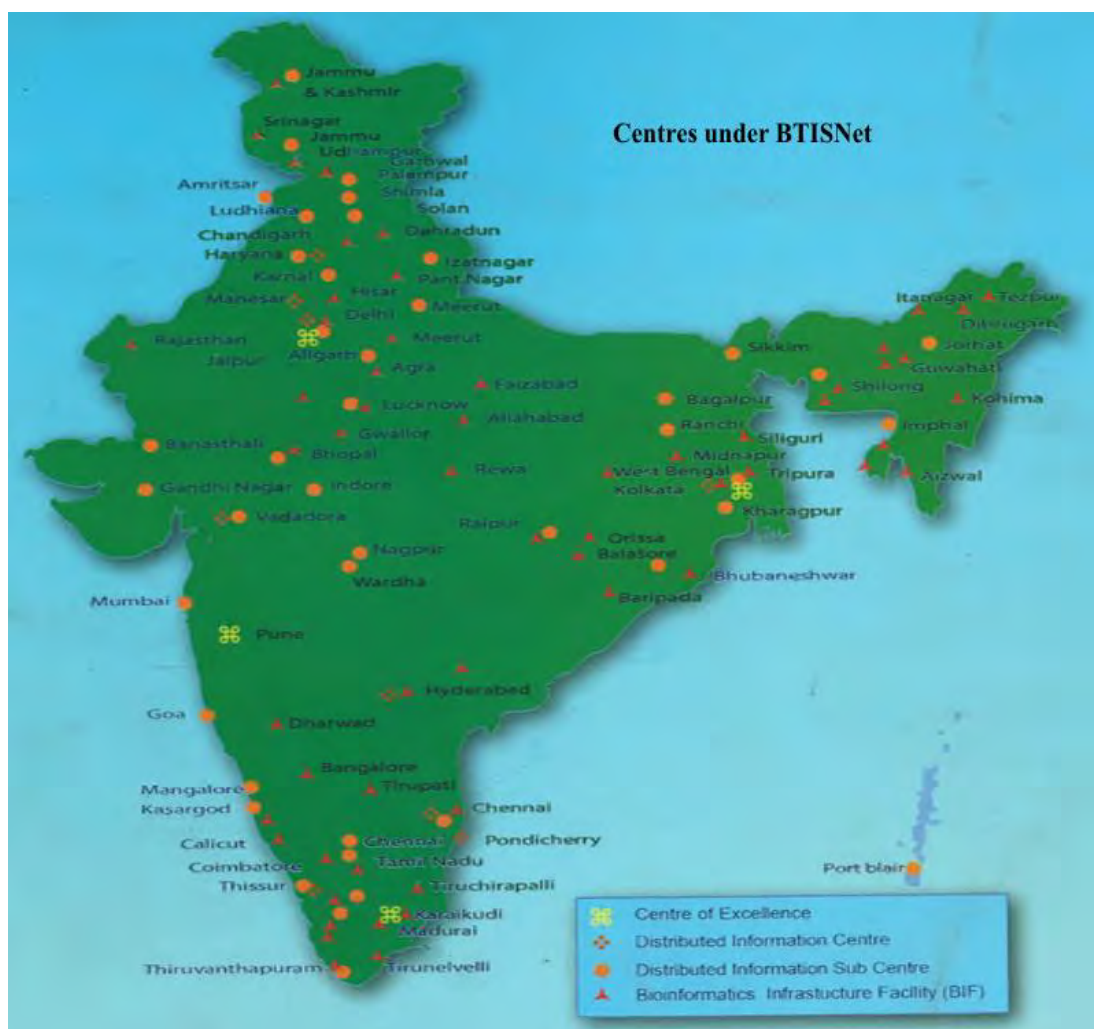 Jammu
& Kashmir
Srinagar
Jammu
Udhampur
Garhwal
Palampur
Amritsar
Shimla
Ludhiana
Solan
Chandigarh
Dehradun
Haryana
Izatnagar
Karnal
Pant Nagar
Hisar
Manesar
Meerut
Delhi
Rajasthan
Meerut
Jaipur
Aligarh
Agra
Faizabad
Lucknow
Allahabad
Gwalior
Banasthali
Bhopal
Rewa
Gandhi Nagar
Indore
Vadadora
Raipur
Orissa
Nagpur
Balasore
Wardha
Bhubaneshwar
Baripada
Mumbai
Pune
Hyderabad
Goa
Dharwad
Bangalore
Mangalore
Tirupati
Kasargod
Chennai
Calicut
Chennai
Pondicherry
Coimbatore
Tamil Nadu
Thissur
Tiruchirapalli
Karaikudi
Madurai
Thiruvanthapuram
Tirunelvelli
Centres under BTISNet
Itanagar
Tezpur
Dibrugarh
Sikkim
Jorhat
Guwahati
Shilong
Kohima
Bagalpur
Imphal
Ranchi
Siliguri
Midnapur
West Bengal
Tripura
Kolkata
Aizwal
Kharagpur
Port blair
Centre of Excellence
Distributed Information Centre
Distributed Information Sub Centre
Bioinformatics Infrastucture Facility (BIF)